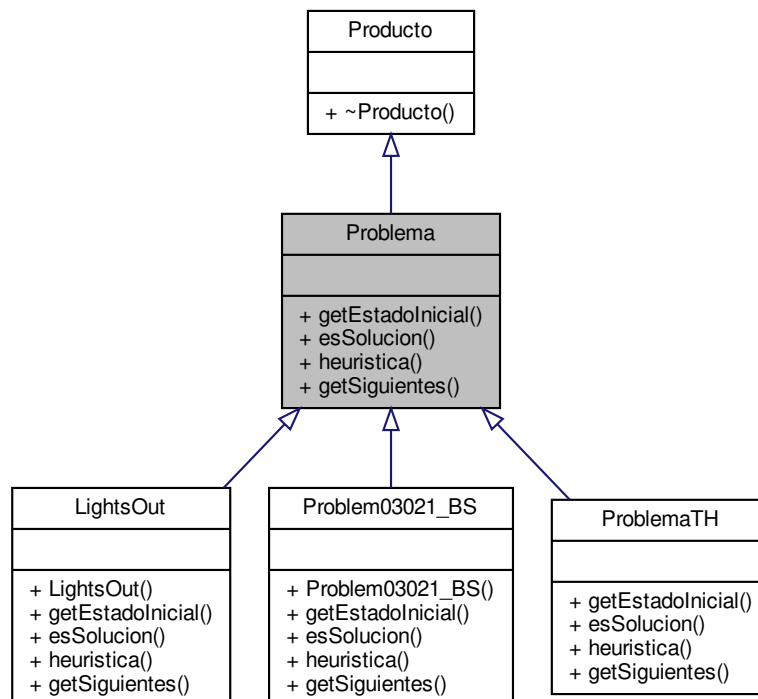 Producto
+ ~Producto()
Problema
+ getEstadoInicial()
+ esSolucion()
+ heuristica()
+ getSiguientes()
LightsOut
+ LightsOut()
+ getEstadoInicial()
+ esSolucion()
+ heuristica()
+ getSiguientes()
Problem03021_BS
+ Problem03021_BS()
+ getEstadoInicial()
+ esSolucion()
+ heuristica()
+ getSiguientes()
ProblemaTH
+ getEstadoInicial()
+ esSolucion()
+ heuristica()
+ getSiguientes()